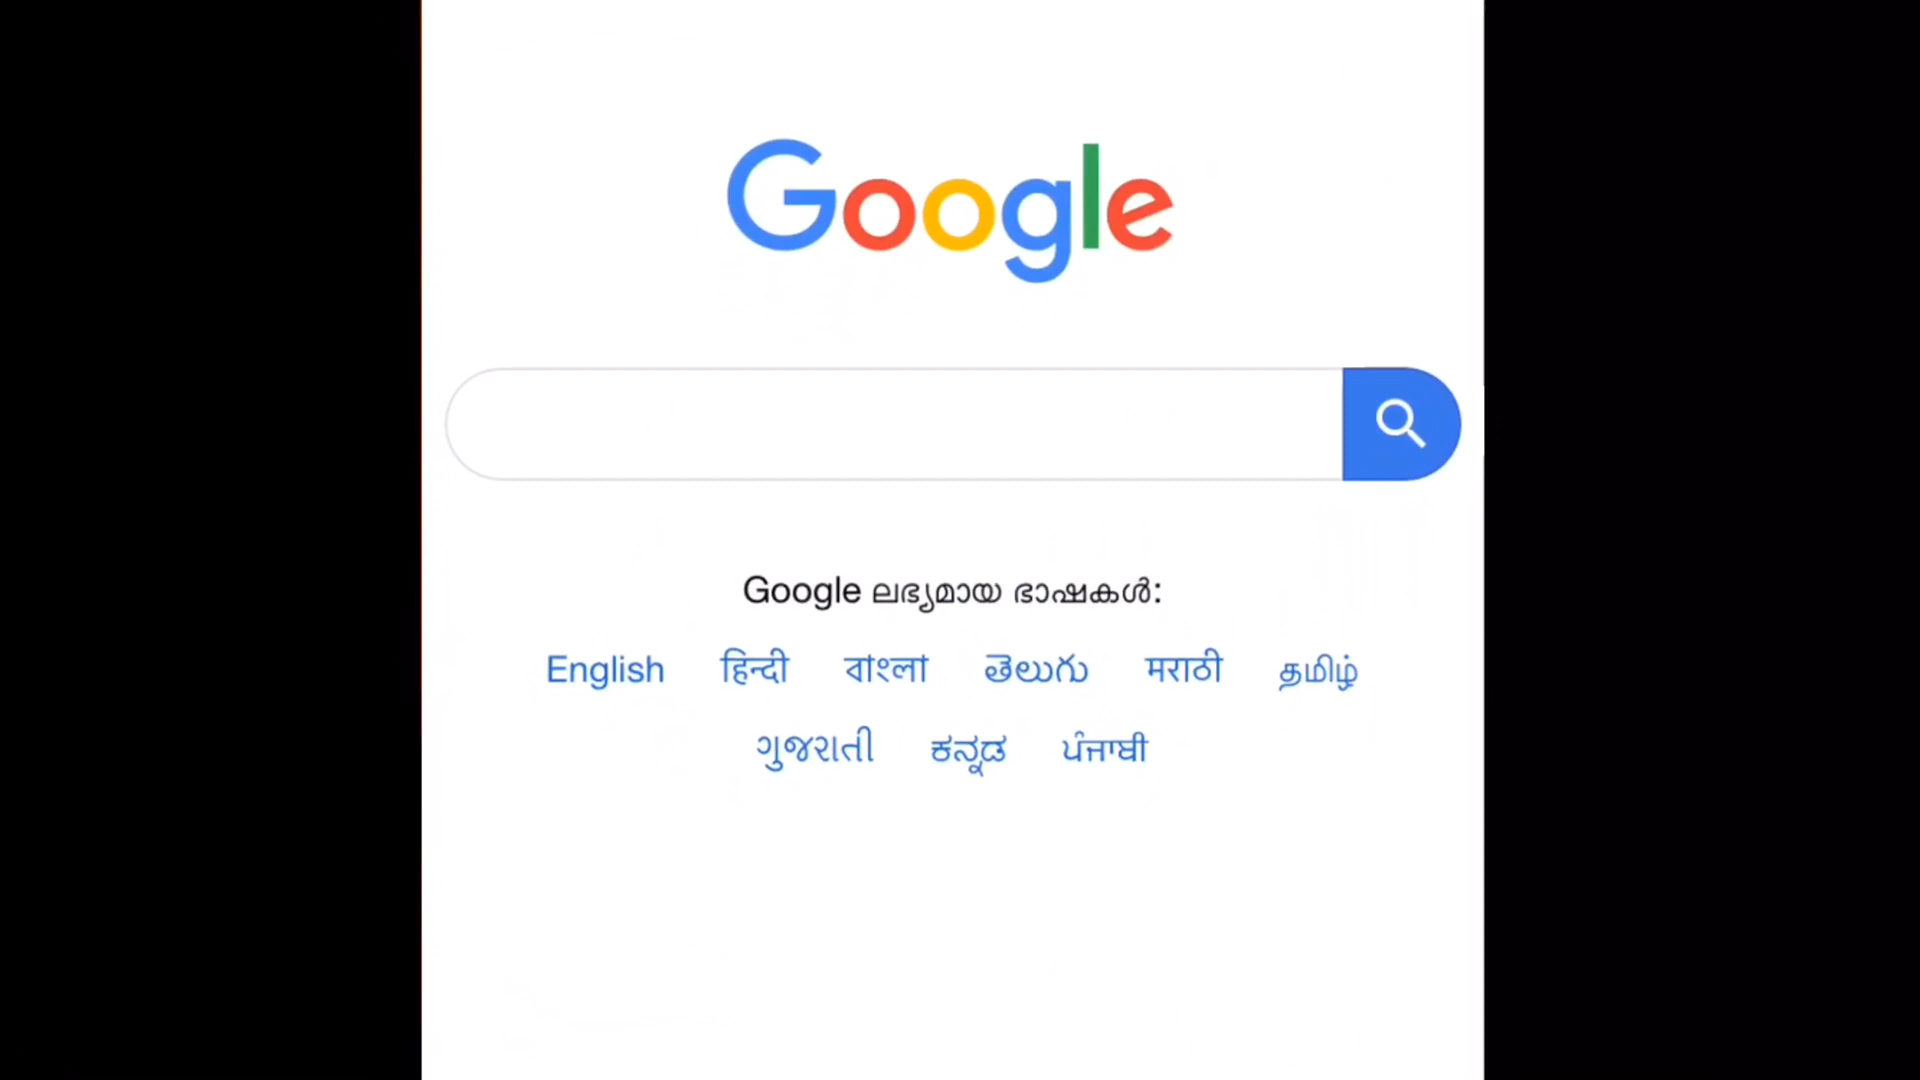 Google
Google ലഭ്യമായ ഭാഷകൾ:
English हिन्दी বাংলা తెలుగు मराठी தமிழ்
ગુજરાતી ಕನ್ನಡ ਪੰਜਾਬੀ